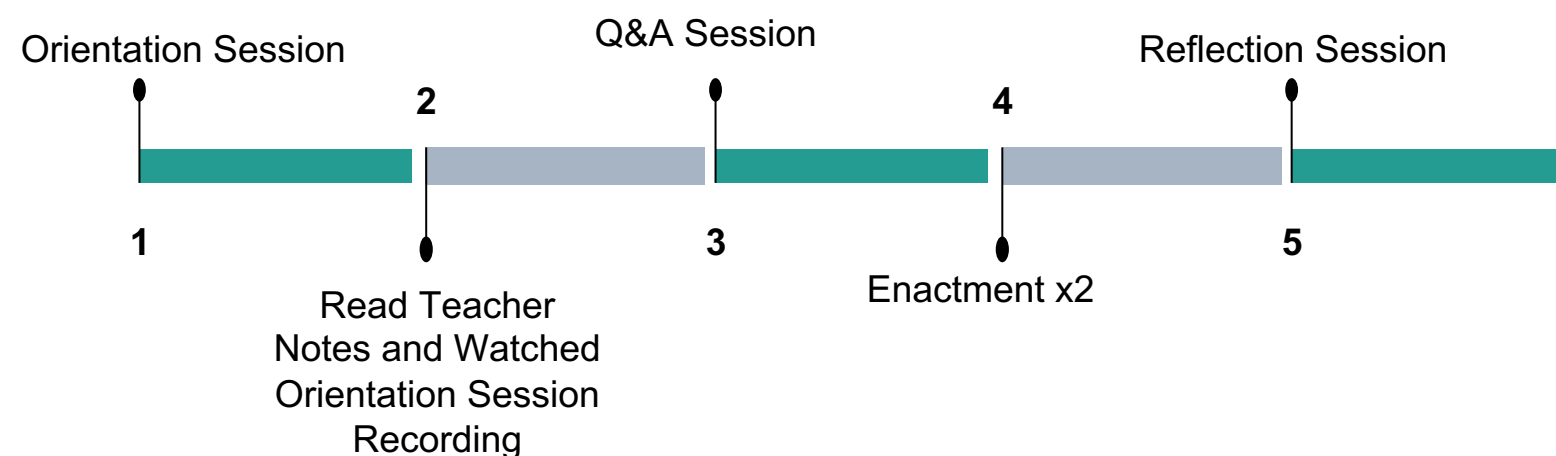 Orientation Session
Q&A Session
Reflection Session
2
4
1
3
5
Read Teacher
Notes and Watched
Orientation Session
Recording
Enactment x2